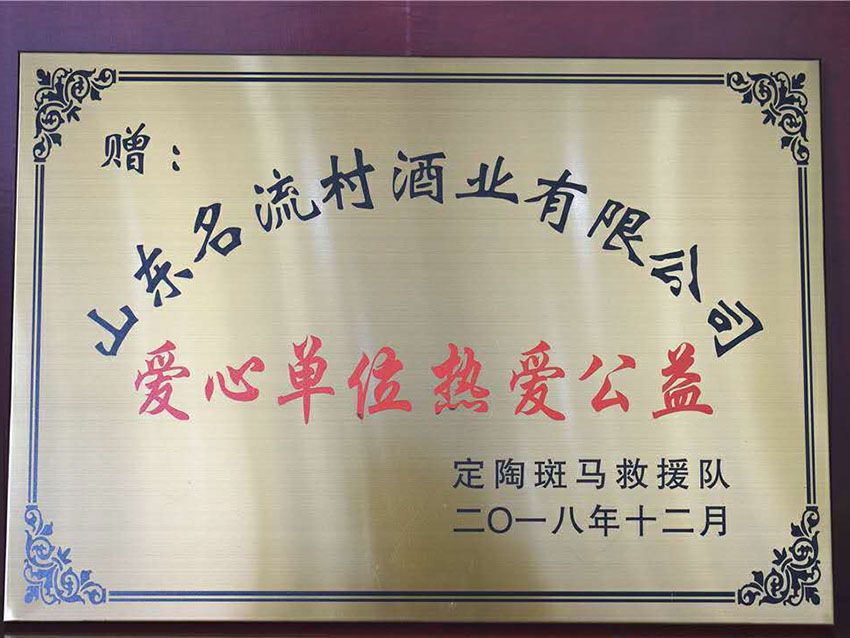 赠：
山东名流村酒业有限公司
爱心单位热爱公益
定陶斑马救援队
二〇一八年十二月